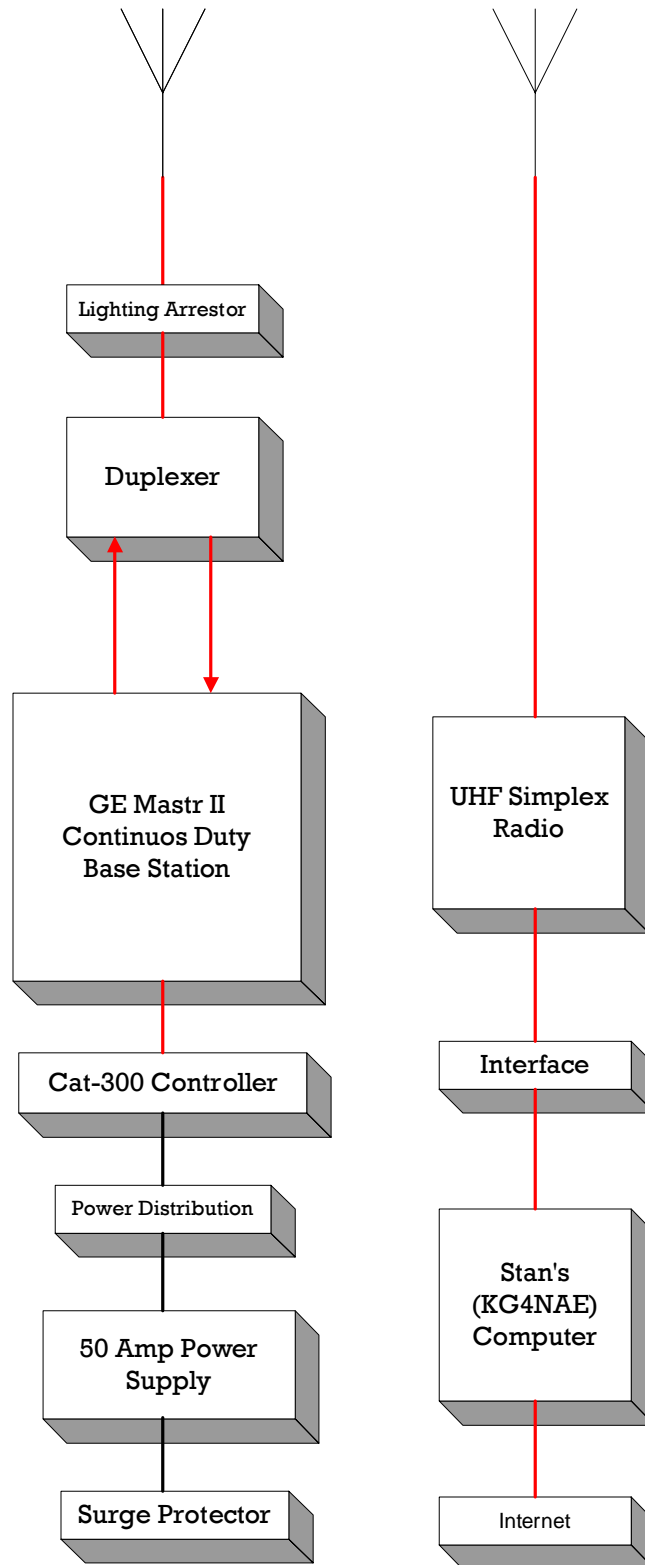 Lighting Arrestor
Duplexer
GE Mastr II
Continuos Duty
Base Station
Cat-300 Controller
Power Distribution
50 Amp Power
Supply
Surge Protector
UHF Simplex
Radio
Interface
Stan's
(KG4NAE)
Computer
Internet